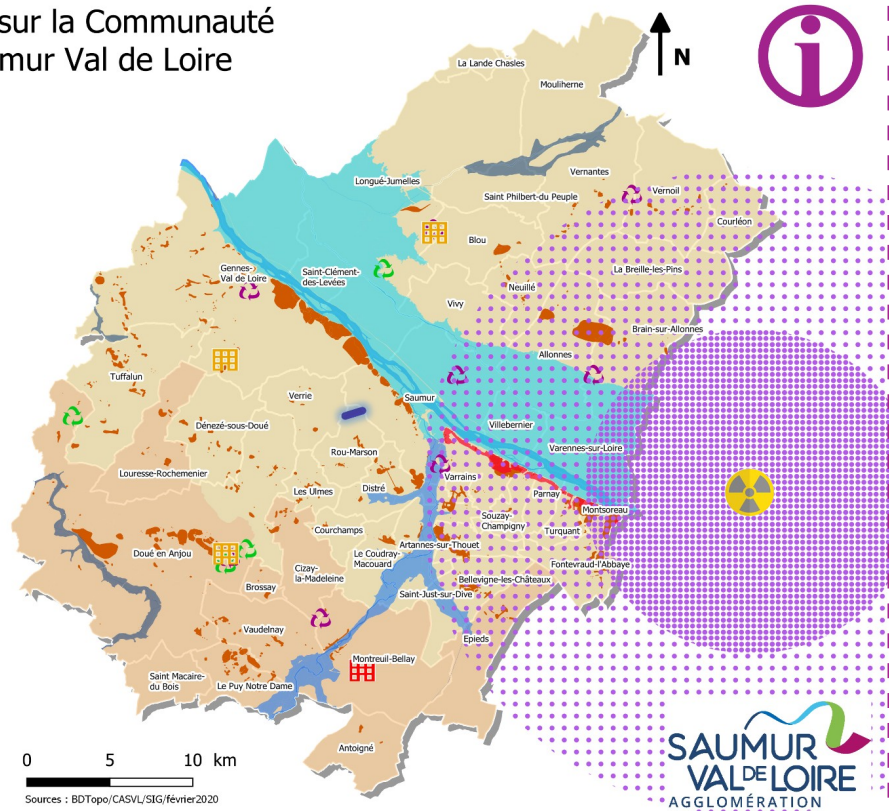 sur la Communauté
mur Val de Loire
N
i
La Lande Chasles
Mouliherne
Vernantes
Longué-Jumelles
Saint Philbert-du Peuple
Vernoil
Courléon
Blou
Gennes-
Val de Loire
Saint-Clément-
des-Levées
La Breille-les-Pins
Neuillé
Vivy
Brain-sur-Allonnes
Allonnes
Tuffalun
Verrie
Saumur
Dénezé-sous-Doué
Villebernier
Rou-Marson
Varennes-sur-Loire
Louresse-Rochemenier
Varrains
Les Ulmes
Distré
Parnay
Souzay-
Champigny
Montsoreau
Turquant
Courchamps
Artannes-sur-Thouet
Doué en Anjou
Le Coudray-
Macouard
Cizay-
la-Madeleine
Fontevraud-l'Abbaye
Brossay
Bellevigne-les-Châteaux
Saint-Just-sur-Dive
Vaudelnay
Epieds
Montreuil-Bellay
Saint Macaire-
du Bois
Le Puy Notre Dame
Antoigné
0 5 10 km
Sources : BDTopo/CASVL/SIG/février2020
SAUMUR
VAL DE LOIRE
AGGLOMÉRATION